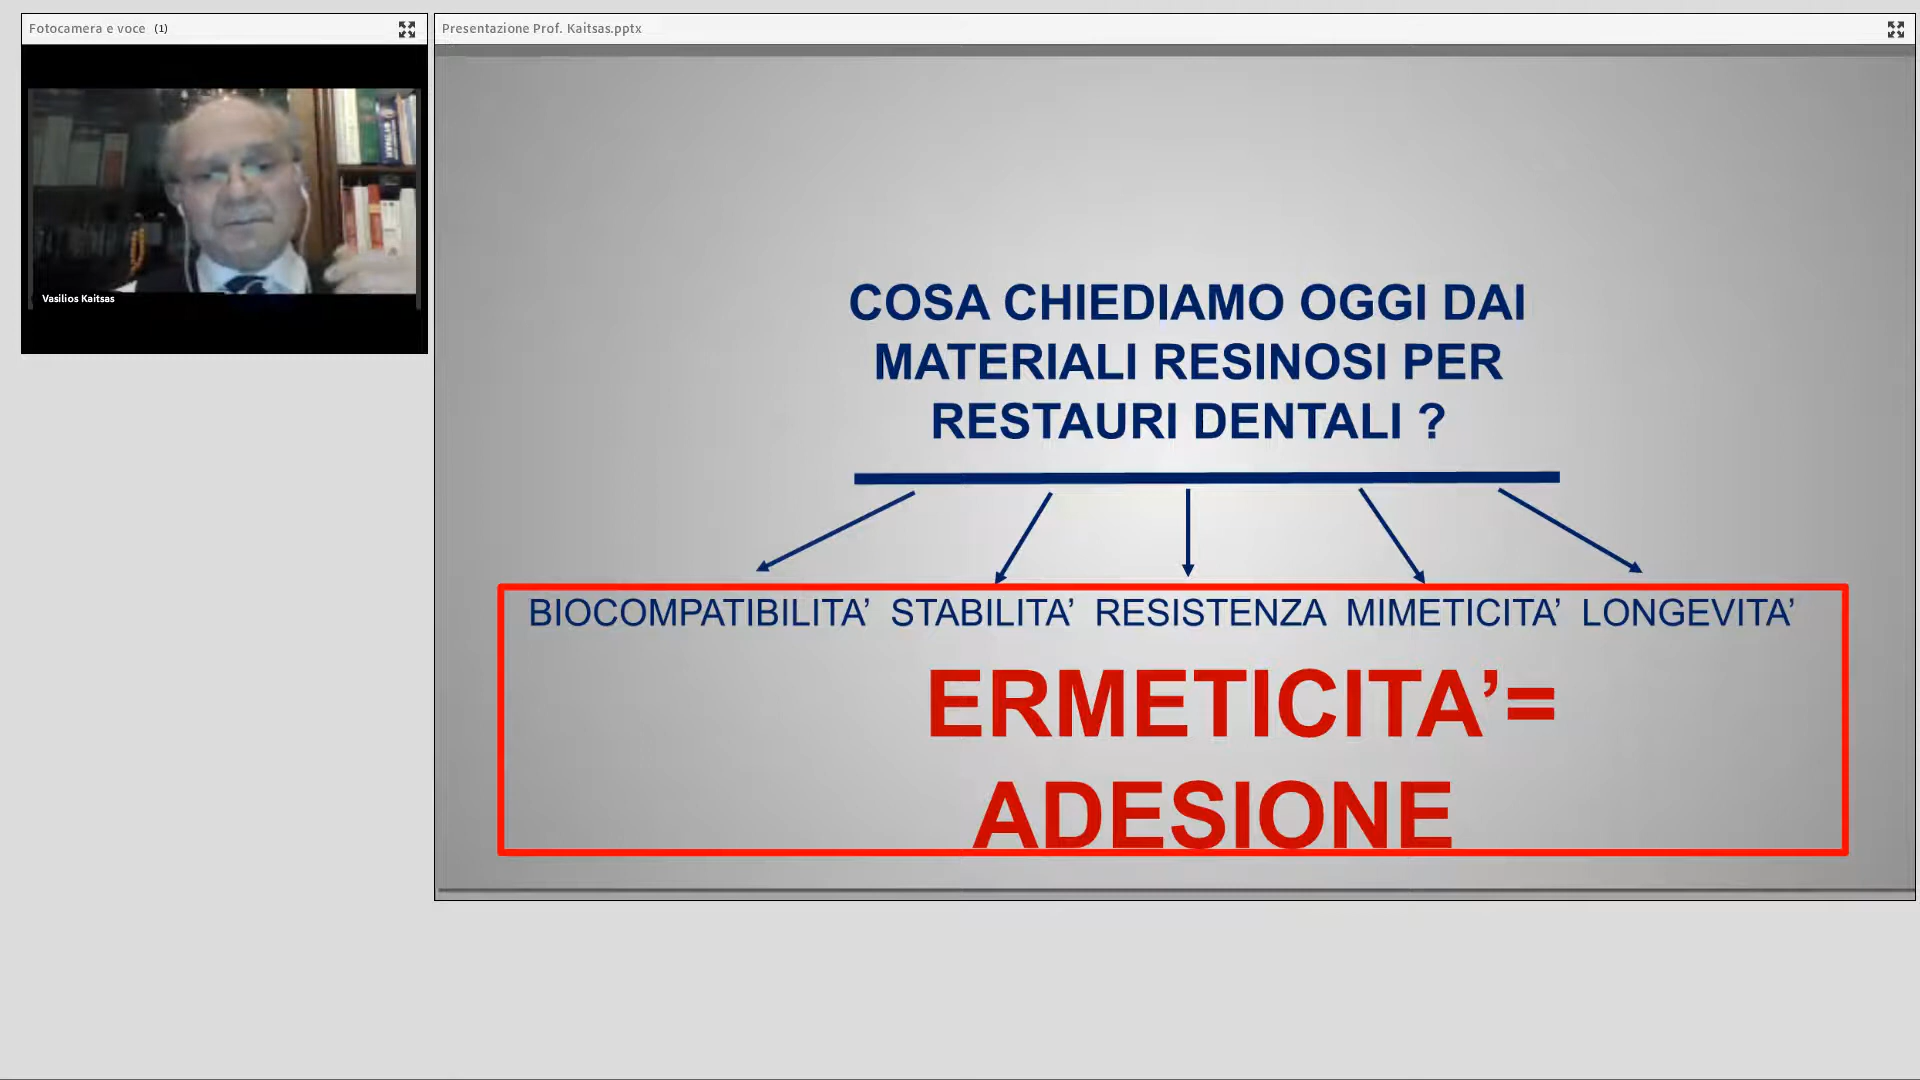 Fotocamera e voce (1)
Vasilios Kaitsas
Presentazione Prof. Kaitsas.pptx
COSA CHIEDIAMO OGGI DAI
MATERIALI RESINOSI PER
RESTAURI DENTALI ?
BIOCOMPATIBILITA’ STABILITA’ RESISTENZA MIMETICITA’ LONGEVITA’
ERMETICITA’=
ADESIONE